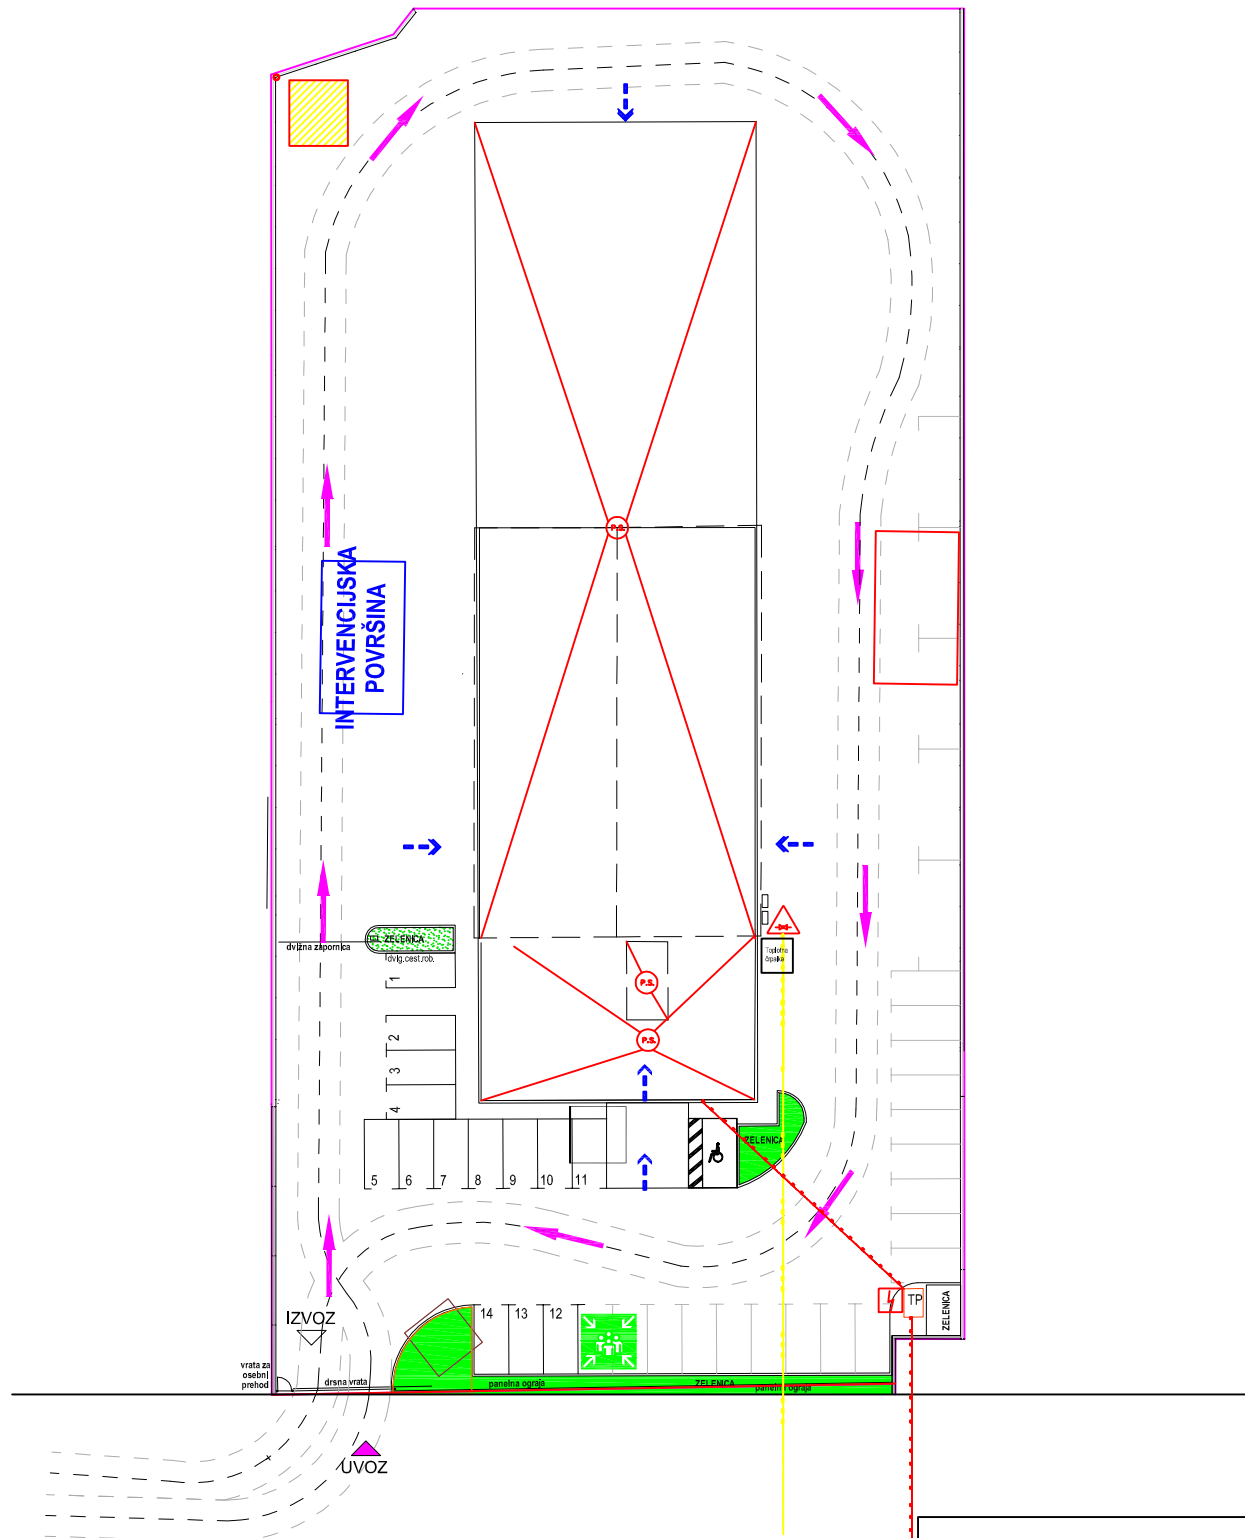 P.S.
INTERVENCIJSKA
POVRŠINA
ZELENICA
dvižna zapornica
dvig.cest.rob.
Toplotna
črpalka
1
P.S.
2
P.S.
3
4
ZELENICA
5
6
7
8
9
10
11
TP
ZELENICA
IZVOZ
14
13
12
vrata za
osebni
prehod
drsna vrata
panelna ograja
ZELENICA
panelna ograja
UVOZ